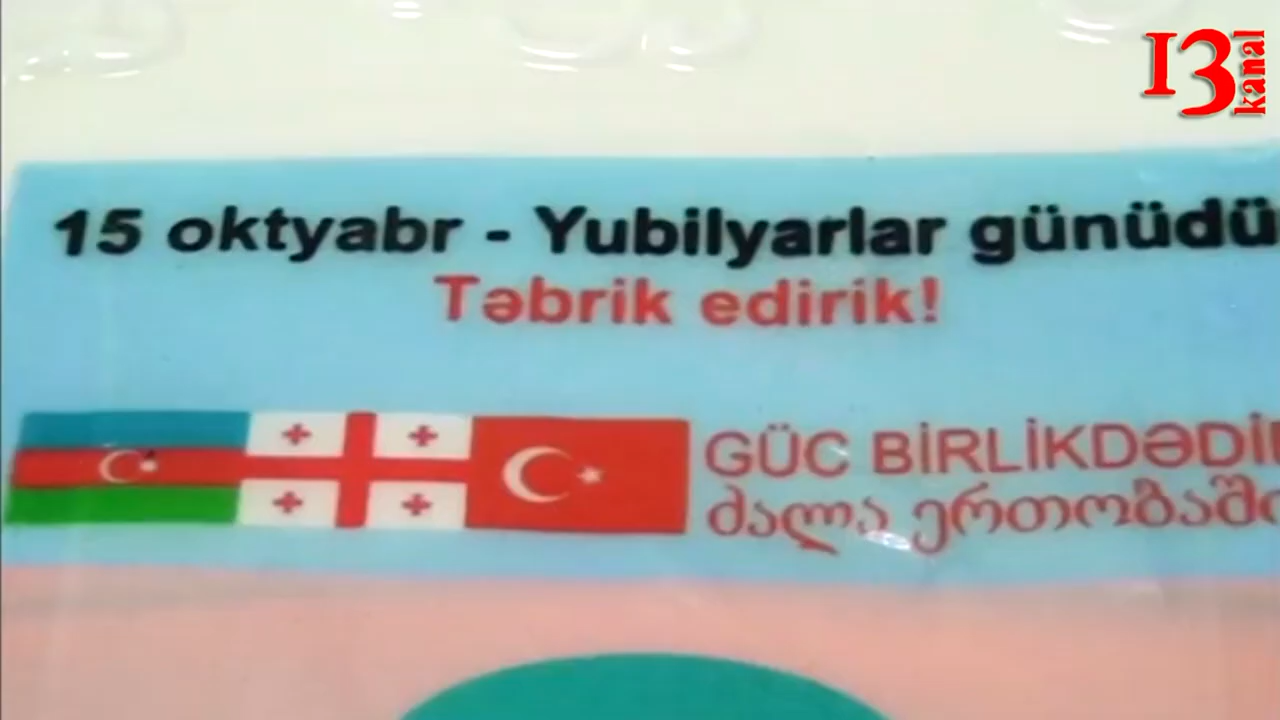 13
kanal
15 oktyabr - Yubilyarlar günüdü
Təbrik edirik!
GÜC BİRLİKDƏDİ
ძალა ერთობაში